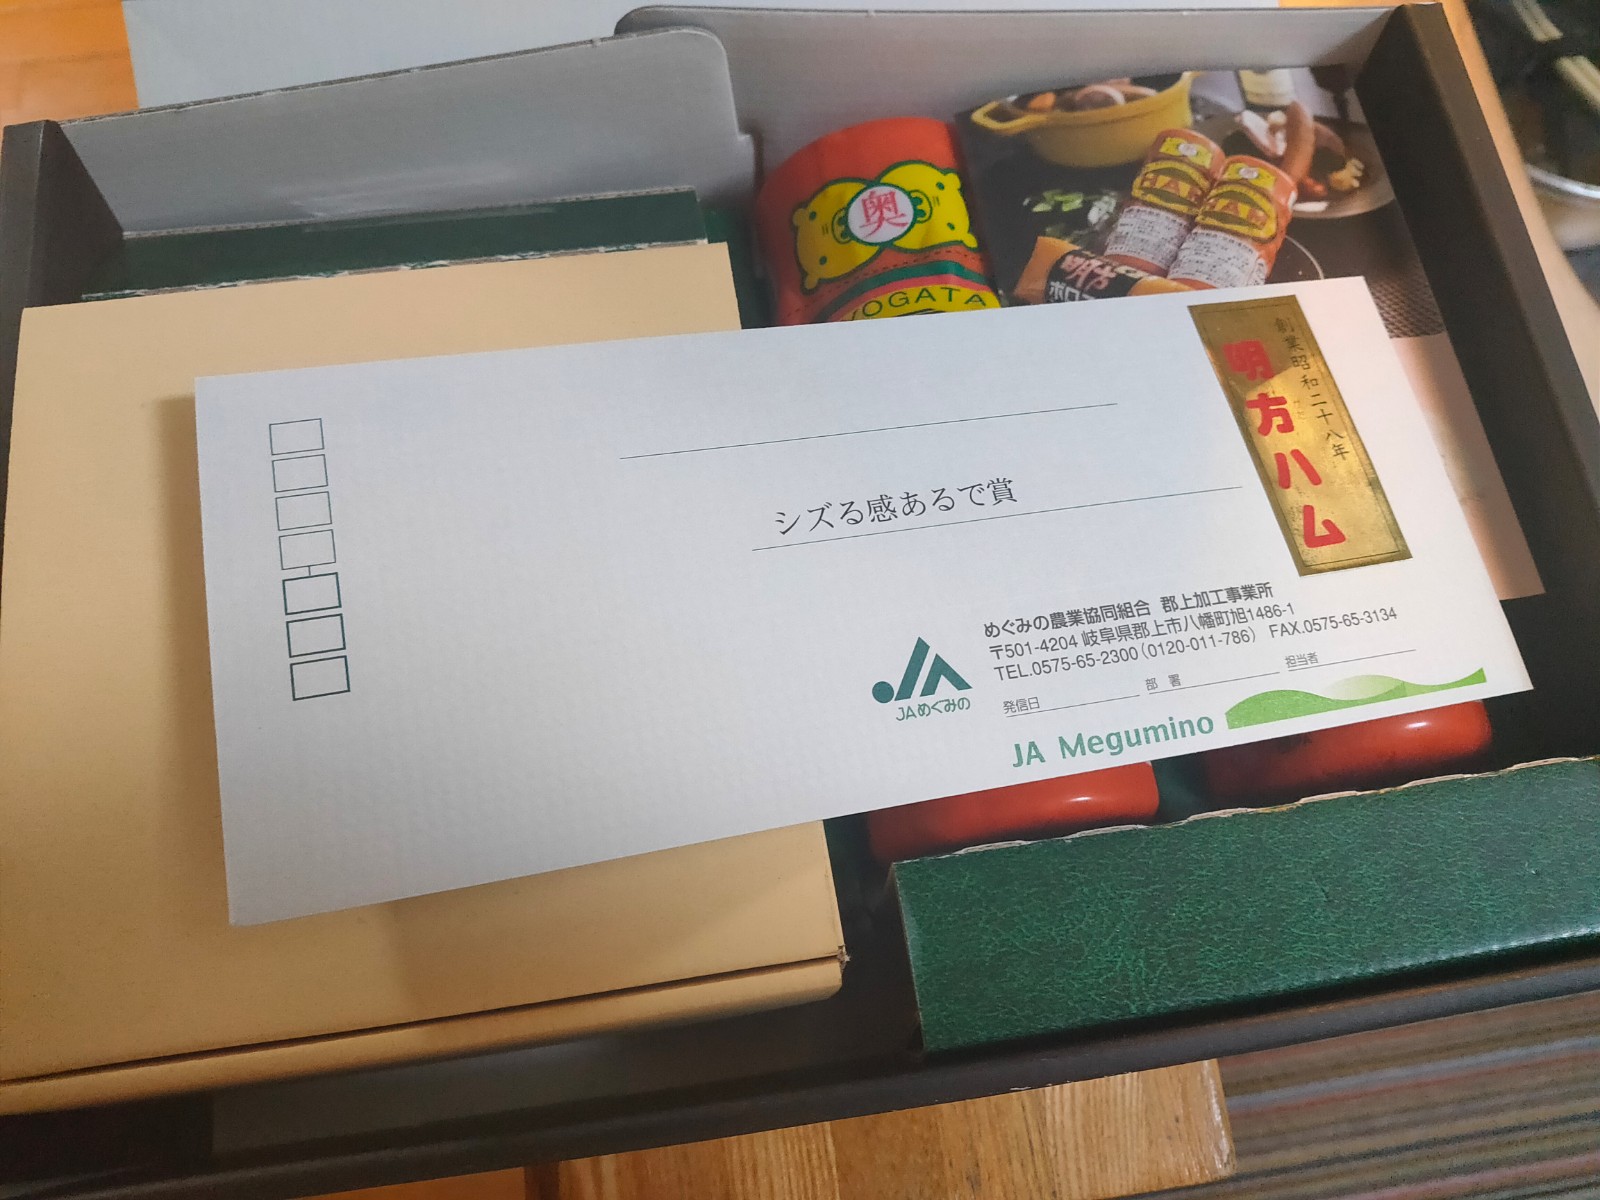 奥
OGATA
HAM
HAM
創業昭和二十八年
明方ハム
シズる感あるで賞
めぐみの農業協同組合 郡上加工事業所
〒501-4204 岐阜県郡上市八幡町旭1486-1
TEL.0575-65-2300(0120-011-786) FAX.0575-65-3134
発信日 部署 担当者
JAめぐみの
JA Megumino